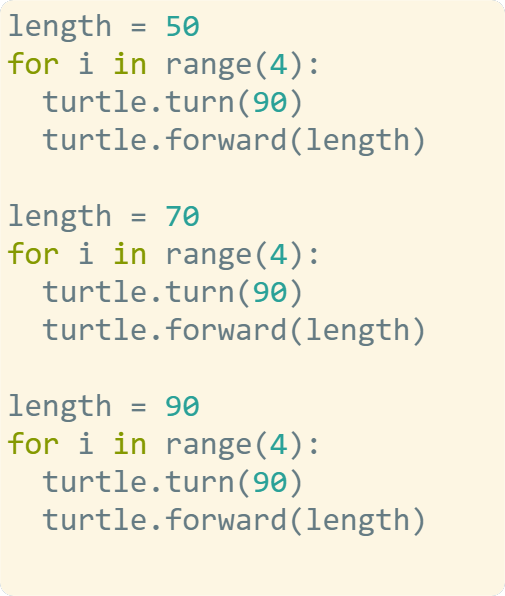 length = 50
for i in range(4):
  turtle.turn(90)
  turtle.forward(length)

length = 70
for i in range(4):
  turtle.turn(90)
  turtle.forward(length)

length = 90
for i in range(4):
  turtle.turn(90)
  turtle.forward(length)